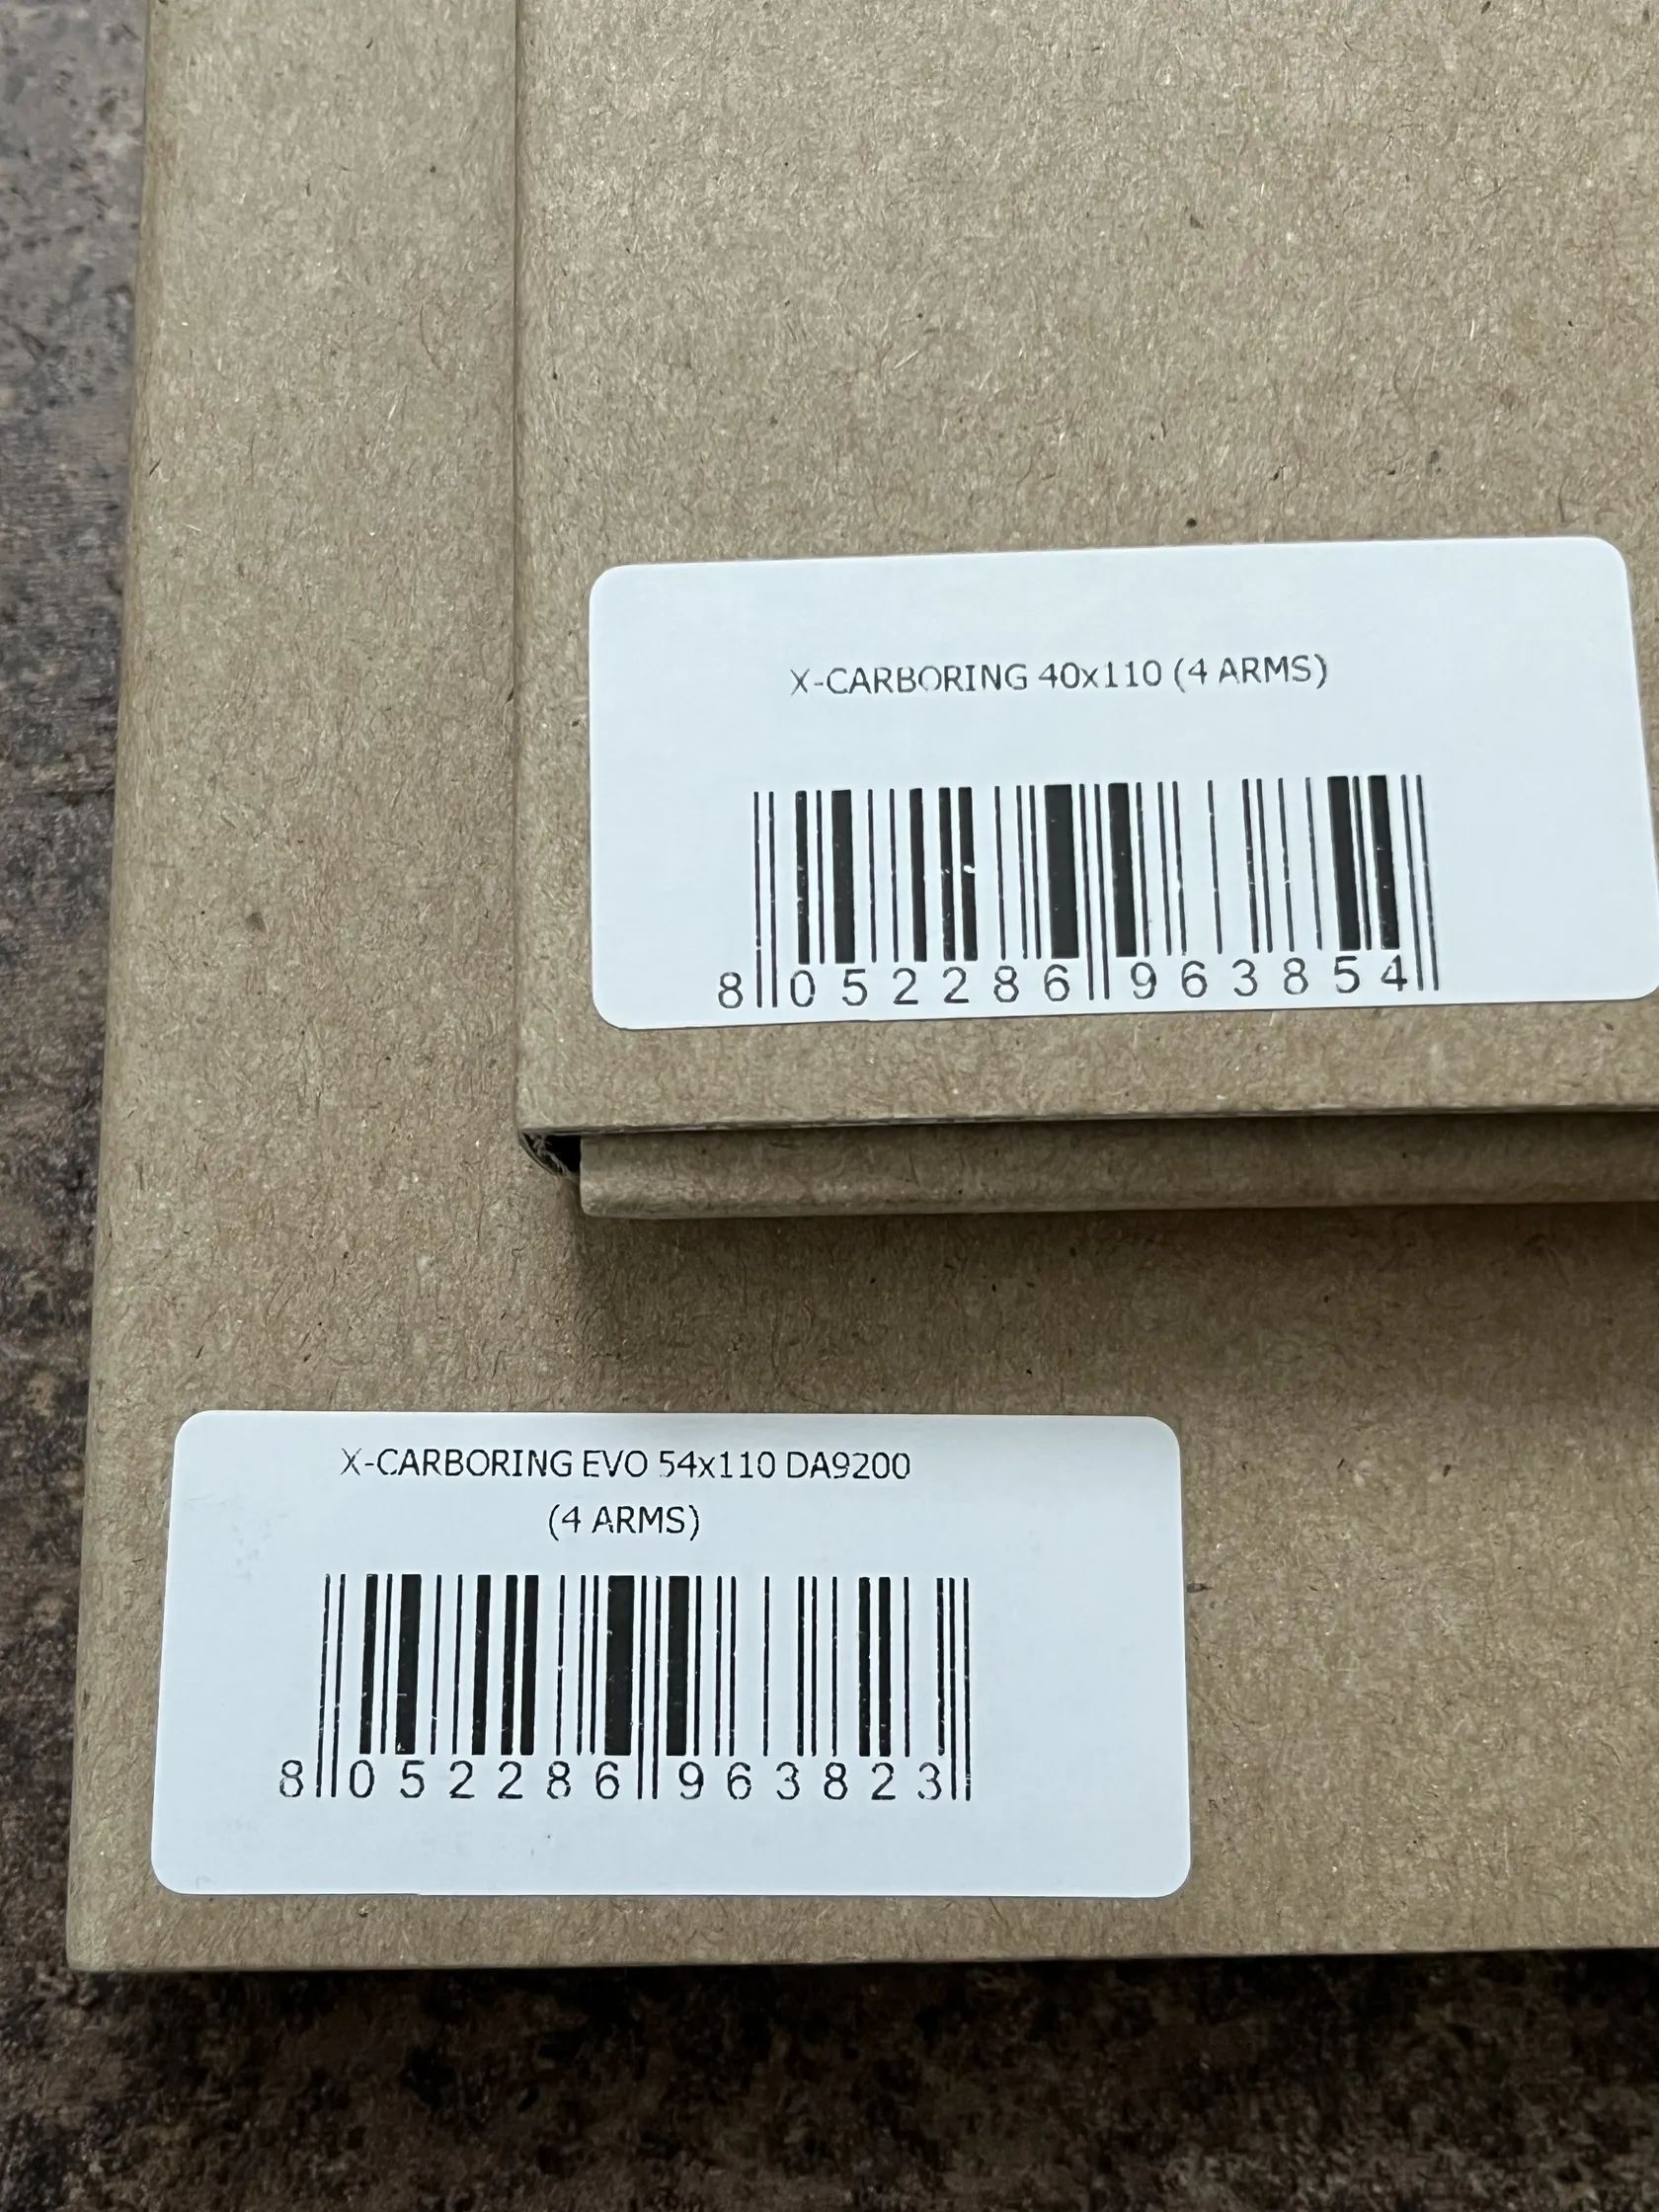 X-CARBORING 40x110 (4 ARMS)
8 052286 963854
X-CARBORING EVO 54x110 DA9200
(4 ARMS)
8 052286 963823